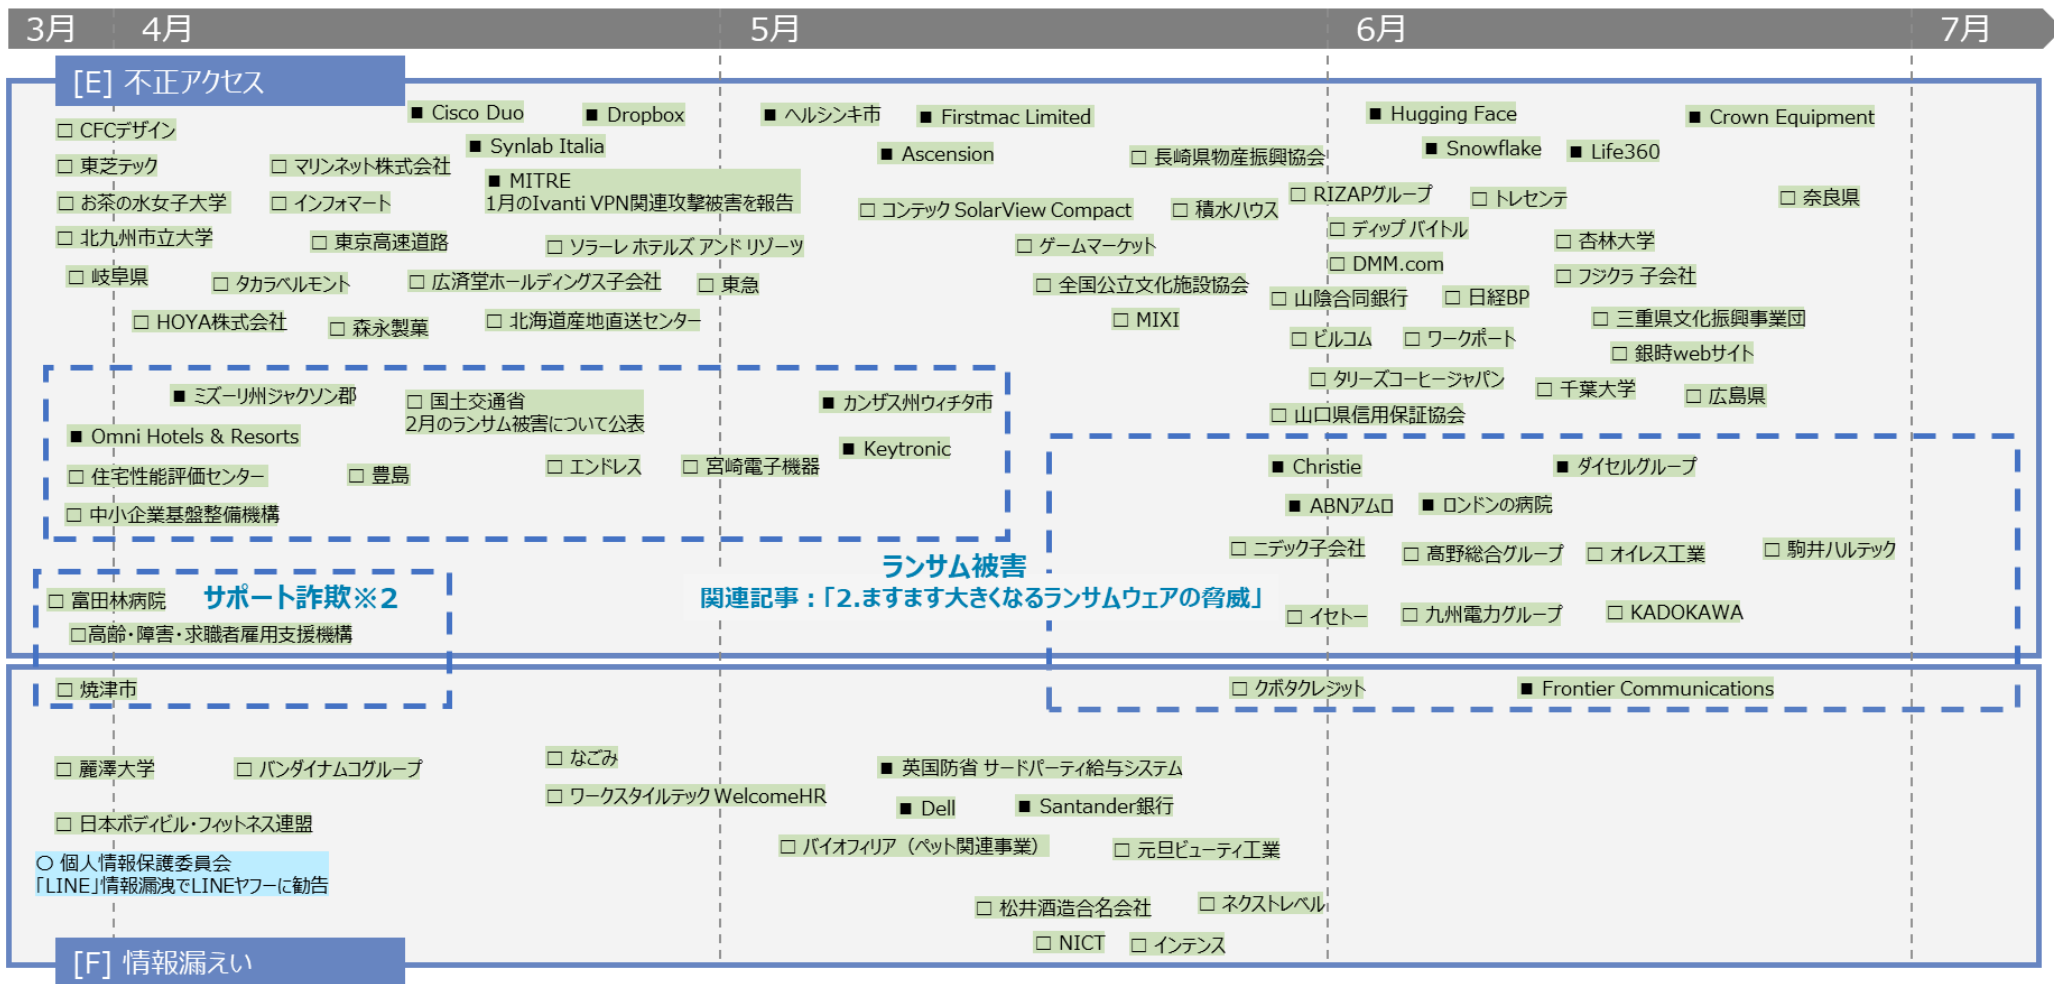 3月 4月 5月 6月 7月
[E] 不正アクセス
■ Cisco Duo
■ Dropbox
■ ヘルシンキ市
■ Firstmac Limited
■ Hugging Face
■ Crown Equipment
□ CFCデザイン
■ Synlab Italia
■ Ascension
□ 長崎県物産振興協会
■ Snowflake
■ Life360
□ 東芝テック
□ マリンネット株式会社
■ MITRE
1月のIvanti VPN関連攻撃被害を報告
□ お茶の水女子大学
□ インフォマート
□ コンテック SolarView Compact
□ 積水ハウス
□ RIZAPグループ
□ トレセンテ
□ 奈良県
□ 北九州市立大学
□ 東京高速道路
□ ソラーレ ホテルズ アンド リゾーツ
□ ゲームマーケット
□ ディップ バイトル
□ 杏林大学
□ DMM.com
□ 岐阜県
□ タカラベルモント
□ 広済堂ホールディングス子会社
□ 東急
□ 全国公立文化施設協会
□ フジクラ 子会社
□ 山陰合同銀行
□ 日経BP
□ HOYA株式会社
□ 森永製菓
□ 北海道産地直送センター
□ MIXI
□ 三重県文化振興事業団
□ ビルコム
□ ワークポート
□ 銀時webサイト
□ タリーズコーヒージャパン
□ 千葉大学
□ 広島県
□ 山口県信用保証協会
■ ミズーリ州ジャクソン郡
□ 国土交通省
2月のランサム被害について公表
■ カンザス州ウィチタ市
■ Omni Hotels & Resorts
■ Keytronic
□ 住宅性能評価センター
□ 豊島
□ エンドレス
□ 宮崎電子機器
□ 中小企業基盤整備機構
■ Christie
■ ダイセルグループ
■ ABNアムロ
■ ロンドンの病院
□ ニデック子会社
□ 髙野総合グループ
□ オイレス工業
□ 駒井ハルテック
ランサム被害
関連記事：「2.ますます大きくなるランサムウェアの脅威」
□ イセトー
□ 九州電力グループ
□ KADOKAWA
□ 富田林病院
サポート詐欺※2
□高齢・障害・求職者雇用支援機構
□ 焼津市
□ クボタクレジット
■ Frontier Communications
□ 麗澤大学
□ バンダイナムコグループ
□ なごみ
■ 英国防省 サードパーティ給与システム
□ ワークスタイルテック WelcomeHR
■ Dell
■ Santander銀行
□ 日本ボディビル・フィットネス連盟
□ バイオフィリア（ペット関連事業）
□ 元旦ビューティ工業
〇 個人情報保護委員会
「LINE」情報漏洩でLINEヤフーに勧告
□ 松井酒造合名会社
□ ネクストレベル
□ NICT
□ インテンス
[F] 情報漏えい